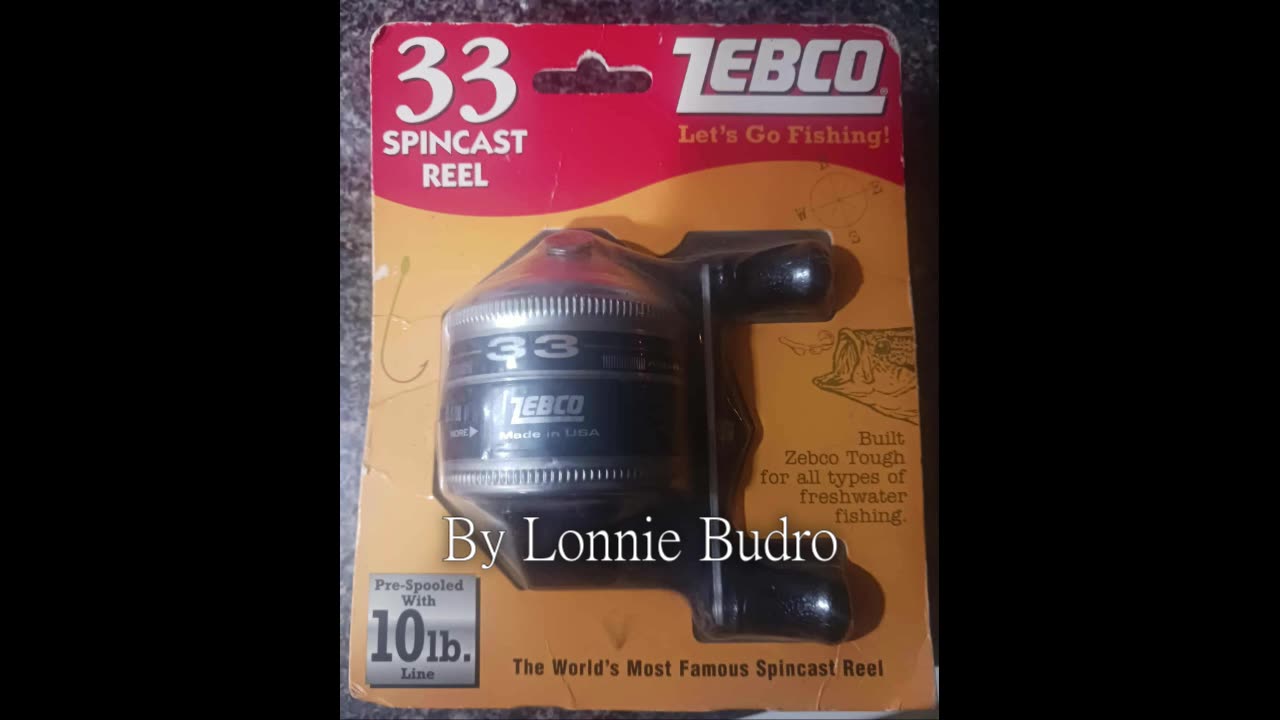 33
SPINCAST
REEL
ZEBCO
Let's Go Fishing!
W
E
S
33
ZEBCO
Made in USA
MORE
Built
Zebco Tough
for all types of
freshwater
fishing.
By Lonnie Budro
Pre-Spooled
With
10lb.
Line
The World's Most Famous Spincast Reel